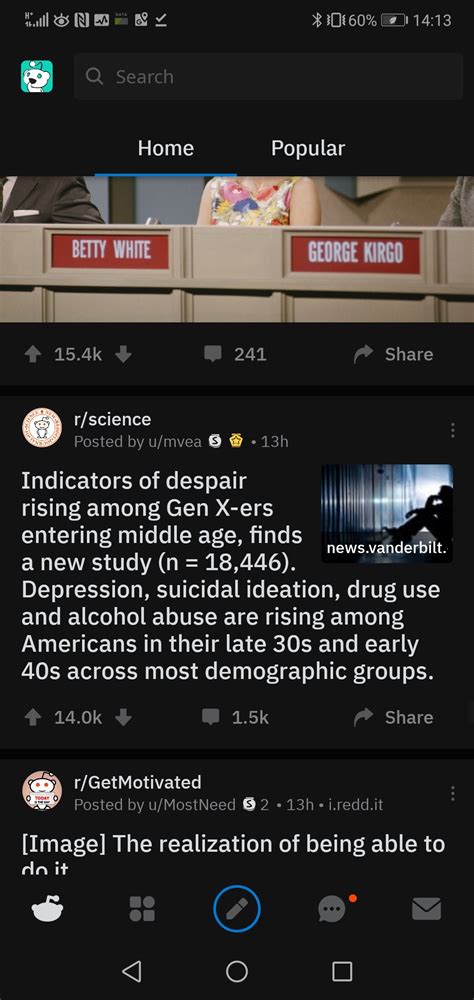 60% 14:13
Search
Home Popular
BETTY WHITE GEORGE KIRGO
15.4k 241 Share
r/science
Posted by u/mvea • 13h
Indicators of despair
rising among Gen X-ers
entering middle age, finds
a new study (n = 18,446).
news.vanderbilt.
Depression, suicidal ideation, drug use
and alcohol abuse are rising among
Americans in their late 30s and early
40s across most demographic groups.
14.0k 1.5k Share
r/GetMotivated
Posted by u/MostNeed 2 • 13h • i.redd.it
[Image] The realization of being able to
do it